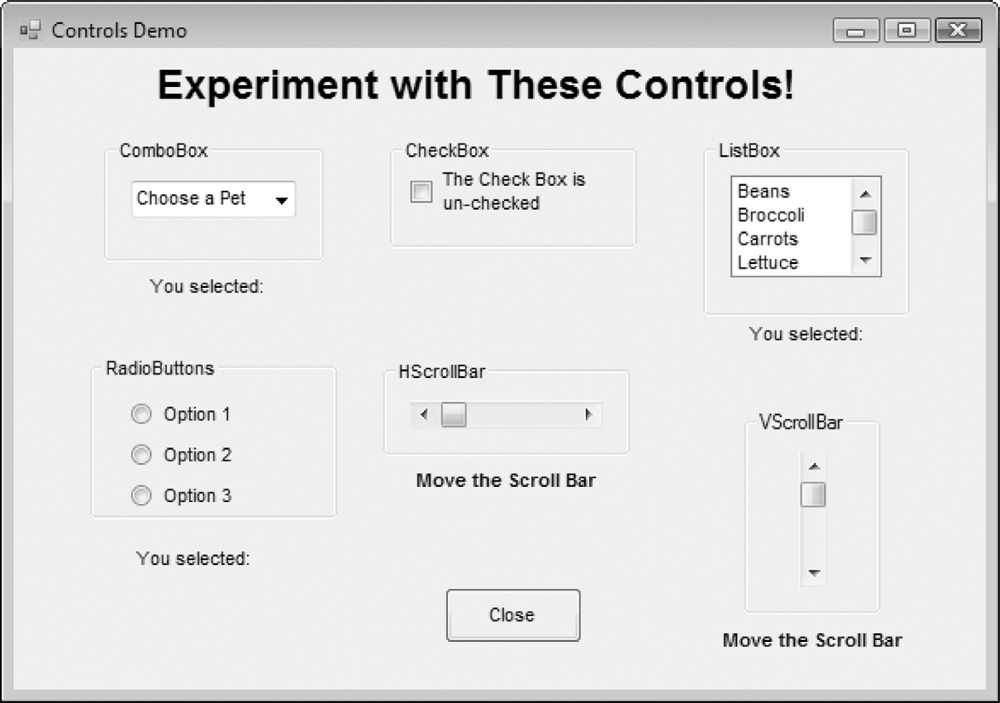 Controls Demo
Experiment with These Controls!
ComboBox
Choose a Pet
You selected:
CheckBox
The Check Box is
un-checked
ListBox
Beans
Broccoli
Carrots
Lettuce
You selected:
RadioButtons
Option 1
Option 2
Option 3
You selected:
HScrollBar
Move the Scroll Bar
VScrollBar
Move the Scroll Bar
Close